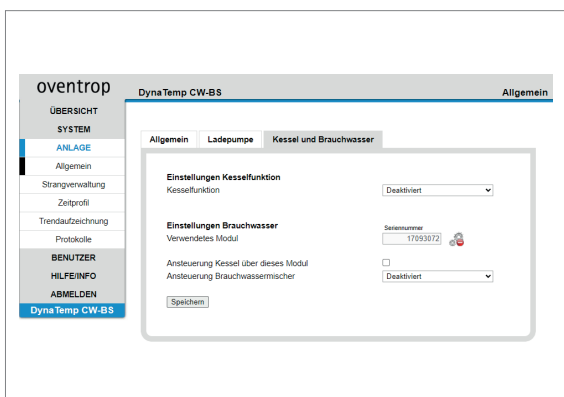 oventrop
DynaTemp CW-BS
Allgemein
ÜBERSICHT
SYSTEM
ANLAGE
Allgemein
Strangverwaltung
Zeitprofil
Trendaufzeichnung
Protokolle
BENUTZER
HILFE/INFO
ABMELDEN
DynaTemp CW-BS
Allgemein Ladepumpe Kessel und Brauchwasser
Einstellungen Kesselfunktion
Kesselfunktion Deaktiviert
Einstellungen Brauchwasser
Seriennummer
Verwendetes Modul 17093072
Ansteuerung Kessel über dieses Modul
Ansteuerung Brauchwassermischer Deaktiviert
Speichern